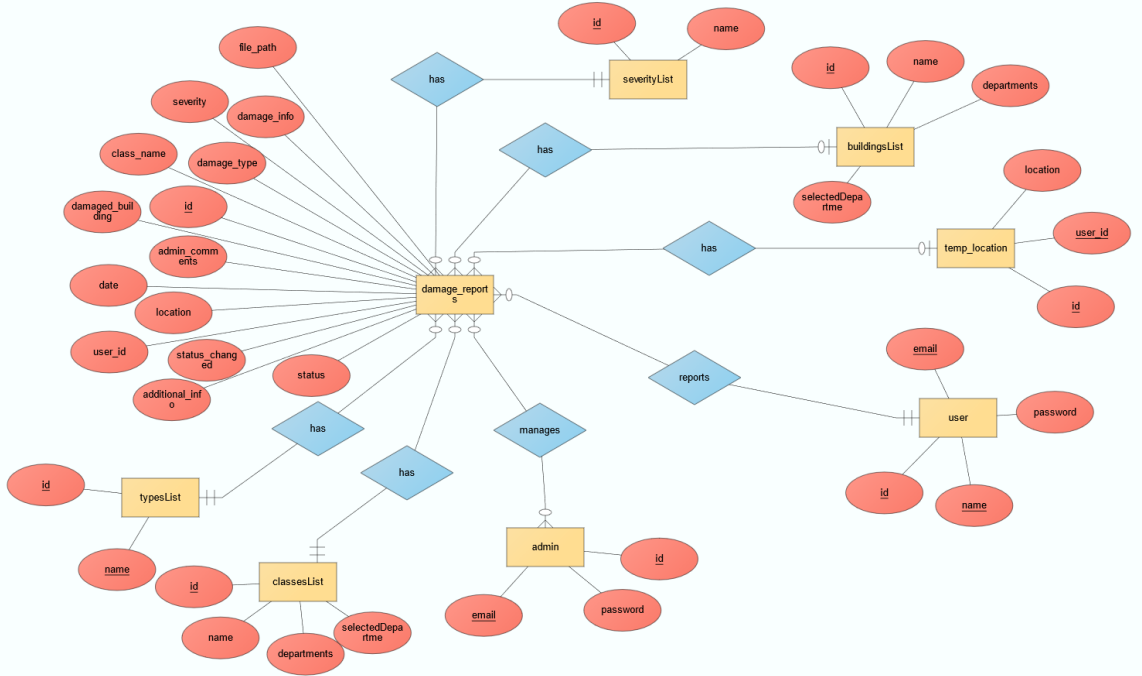 id
name
severityList
has
file_path
id
name
departments
buildingsList
selectedDepa
rtme
has
severity
damage_info
class_name
damage_type
damaged_buil
ding
id
admin_comm
ents
date
location
user_id
status_chang
ed
additional_inf
o
status
damage_report
s
has
location
user_id
temp_location
id
reports
email
password
user
id
name
has
has
manages
id
typesList
name
id
classesList
name
departments
selectedDepa
rtme
admin
id
email
password